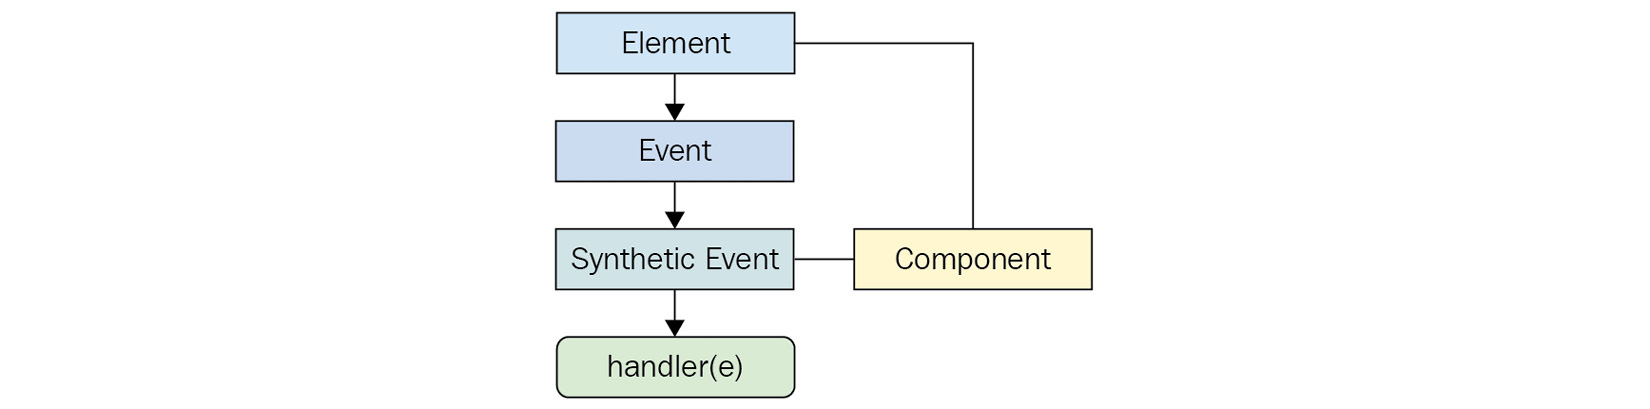 Element
Event
Synthetic Event
Component
handler(e)